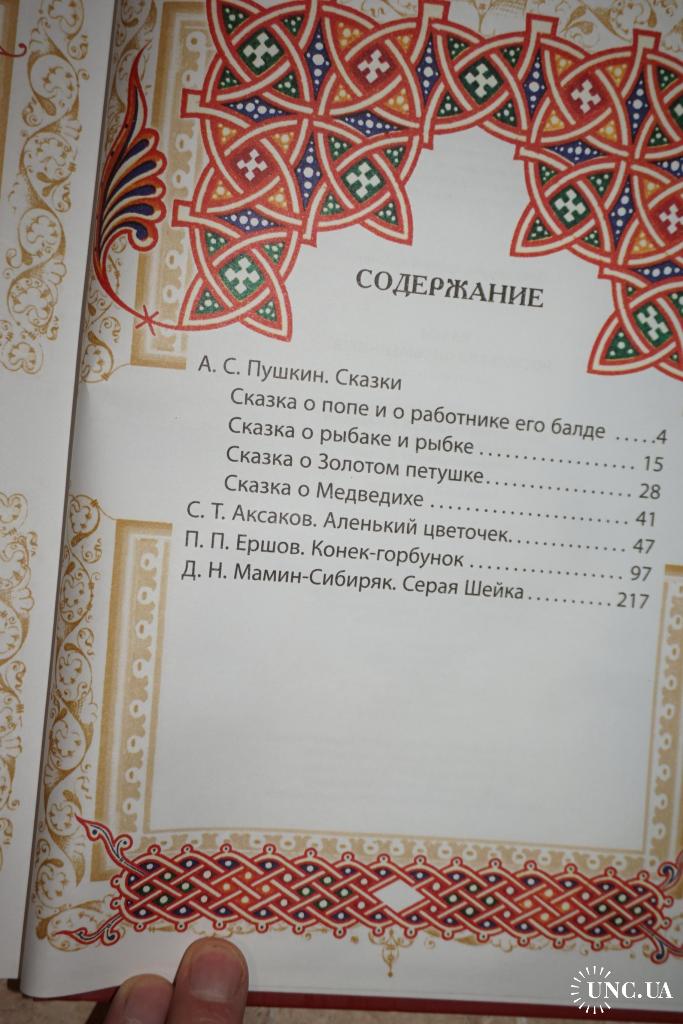 СОДЕРЖАНИЕ
А. С. Пушкин. Сказки
Сказка о попе и о работнике его балде .....4
Сказка о рыбаке и рыбке ................. 15
Сказка о Золотом петушке................ 28
Сказка о Медведихе ...................... 41
С. Т. Аксаков. Аленький цветочек............ 47
П. П. Ершов. Конек-горбунок ................ 97
Д. Н. Мамин-Сибиряк. Серая Шейка .......... 217
UNC.UA